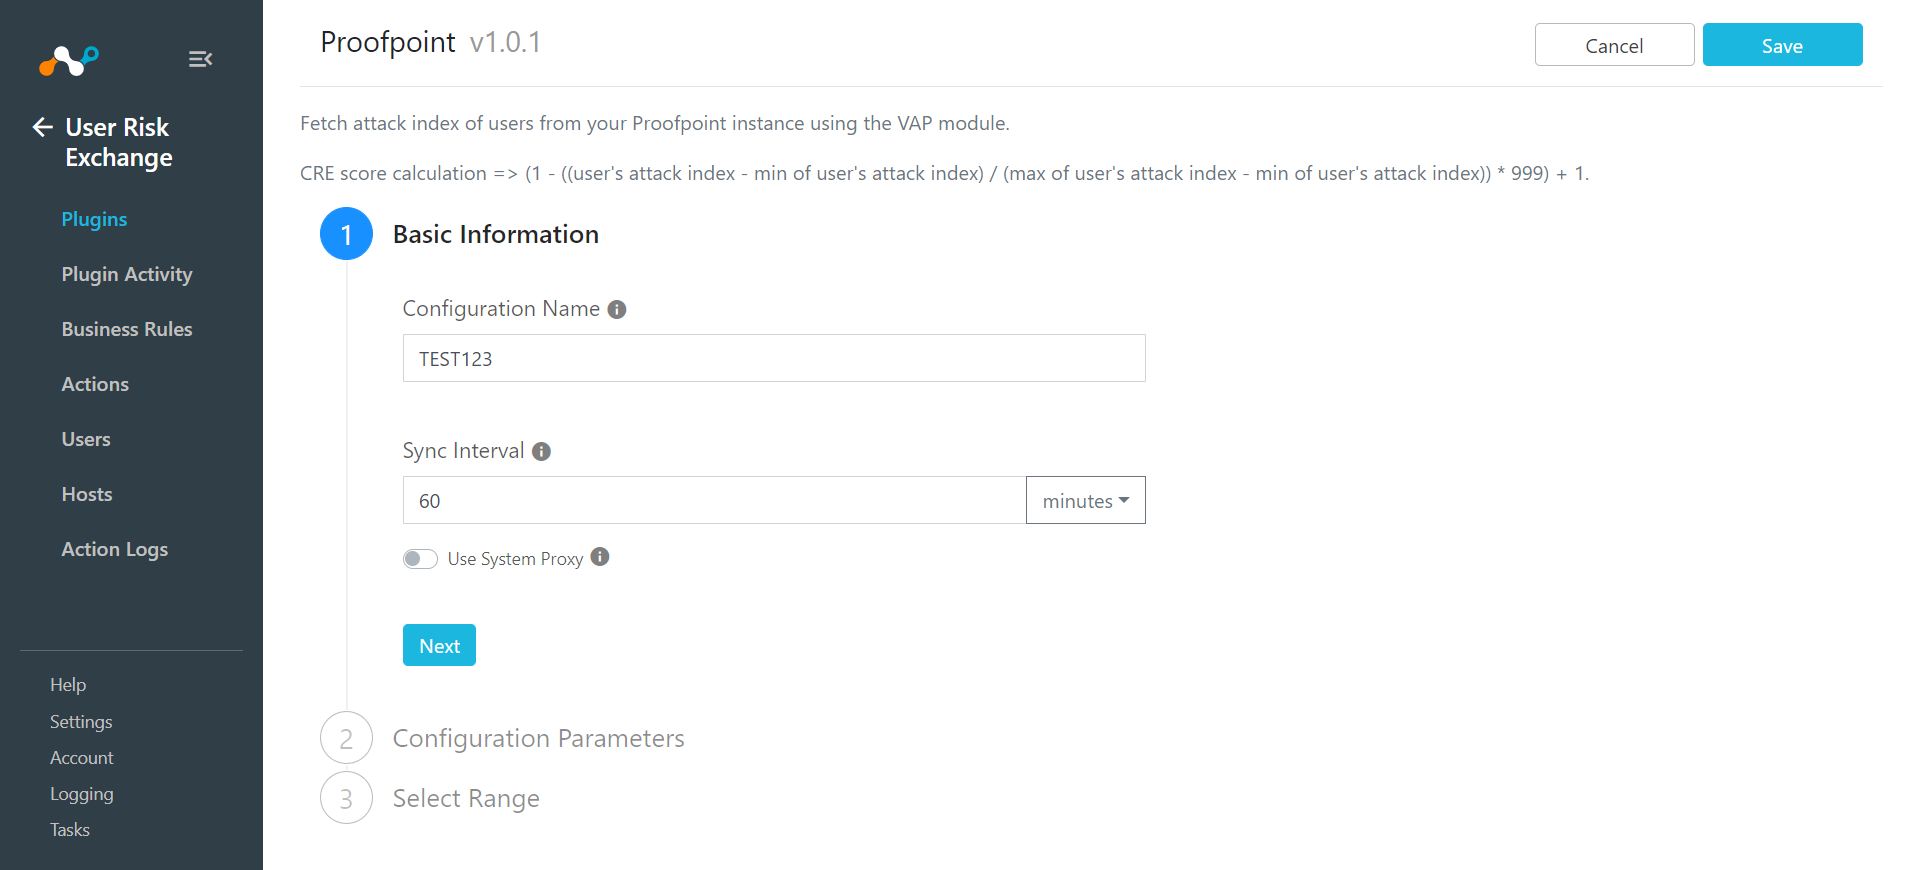 Proofpoint v1.0.1
Cancel
Save
User Risk
Exchange
Plugins
Plugin Activity
Business Rules
Actions
Users
Hosts
Action Logs
Help
Settings
Account
Logging
Tasks
Fetch attack index of users from your Proofpoint instance using the VAP module.
CRE score calculation => (1 - ((user's attack index - min of user's attack index) / (max of user's attack index - min of user's attack index)) * 999) + 1.
1 Basic Information
Configuration Name
TEST123
Sync Interval
60 minutes
Use System Proxy
Next
2 Configuration Parameters
3 Select Range